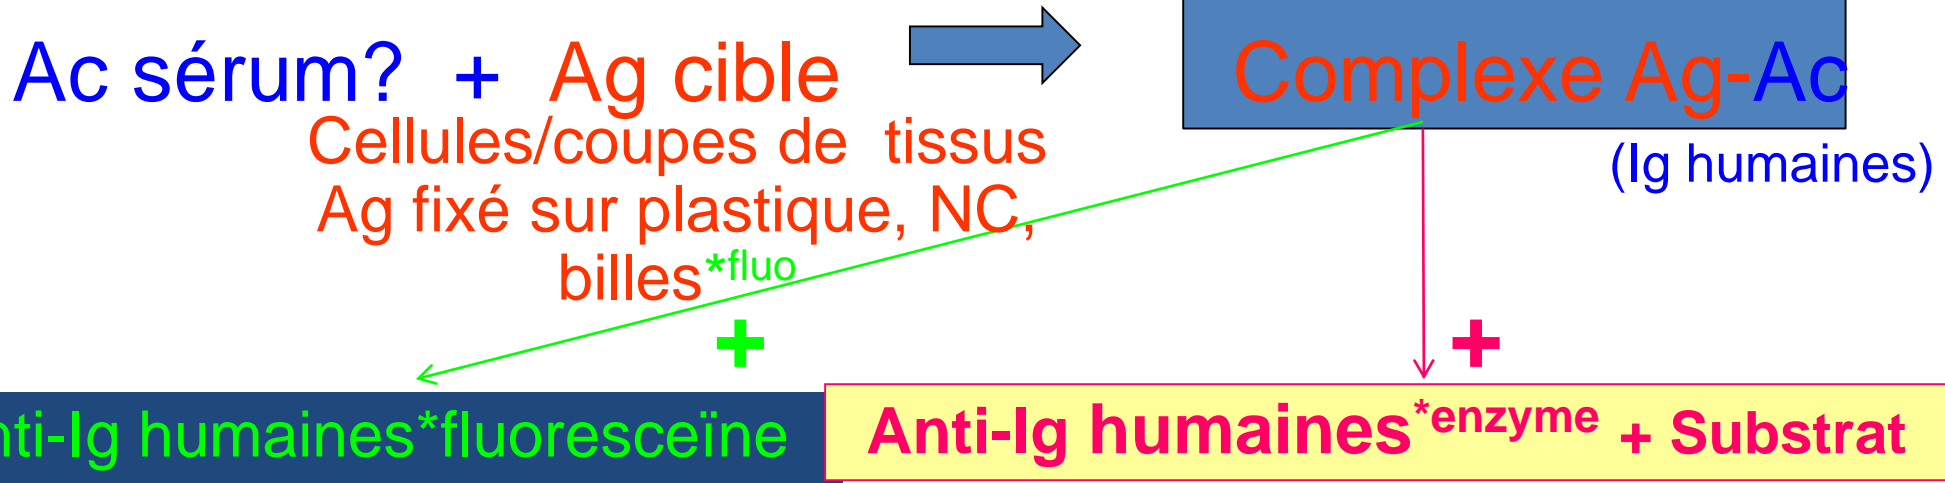 Ac sérum? + Ag cible
Complexe Ag-Ac
Cellules/coupes de tissus
(Ig humaines)
Ag fixé sur plastique, NC,
billes*fluo
+
+
nti-Ig humaines*fluoresceïne
Anti-Ig humaines*enzyme + Substrat